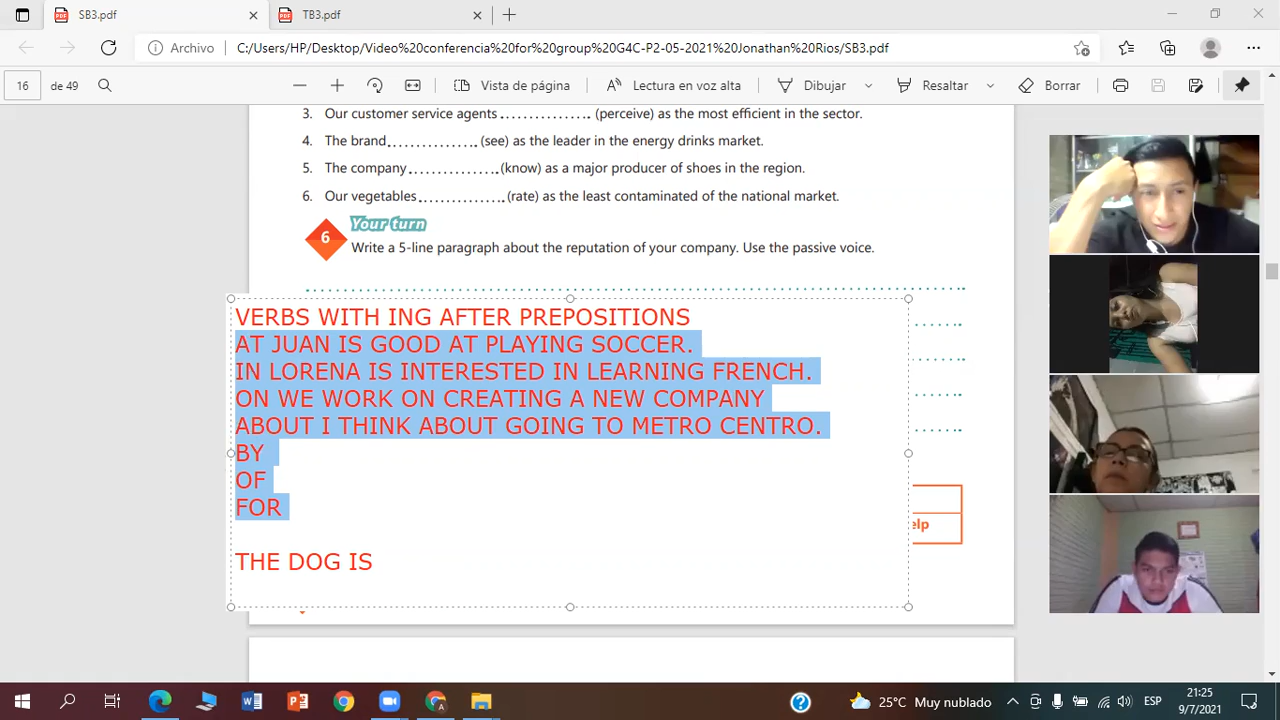 SB3.pdf
TB3.pdf
Archivo
C:/Users/HP/Desktop/Video%20conferencia%20for%20group%20G4C-P2-05-2021%20Jonathan%20Rios/SB3.pdf
16
de 49
Vista de página
Lectura en voz alta
Dibujar
Resaltar
Borrar
3. Our customer service agents .............. (perceive) as the most efficient in the sector.
4. The brand.............. (see) as the leader in the energy drinks market.
5. The company.............. (know) as a major producer of shoes in the region.
6. Our vegetables.............. (rate) as the least contaminated of the national market.
6
Your turn
Write a 5-line paragraph about the reputation of your company. Use the passive voice.
VERBS WITH ING AFTER PREPOSITIONS
AT JUAN IS GOOD AT PLAYING SOCCER.
IN LORENA IS INTERESTED IN LEARNING FRENCH.
ON WE WORK ON CREATING A NEW COMPANY
ABOUT I THINK ABOUT GOING TO METRO CENTRO.
BY
OF
FOR
elp
THE DOG IS
25°C Muy nublado
ESP
21:25
9/7/2021